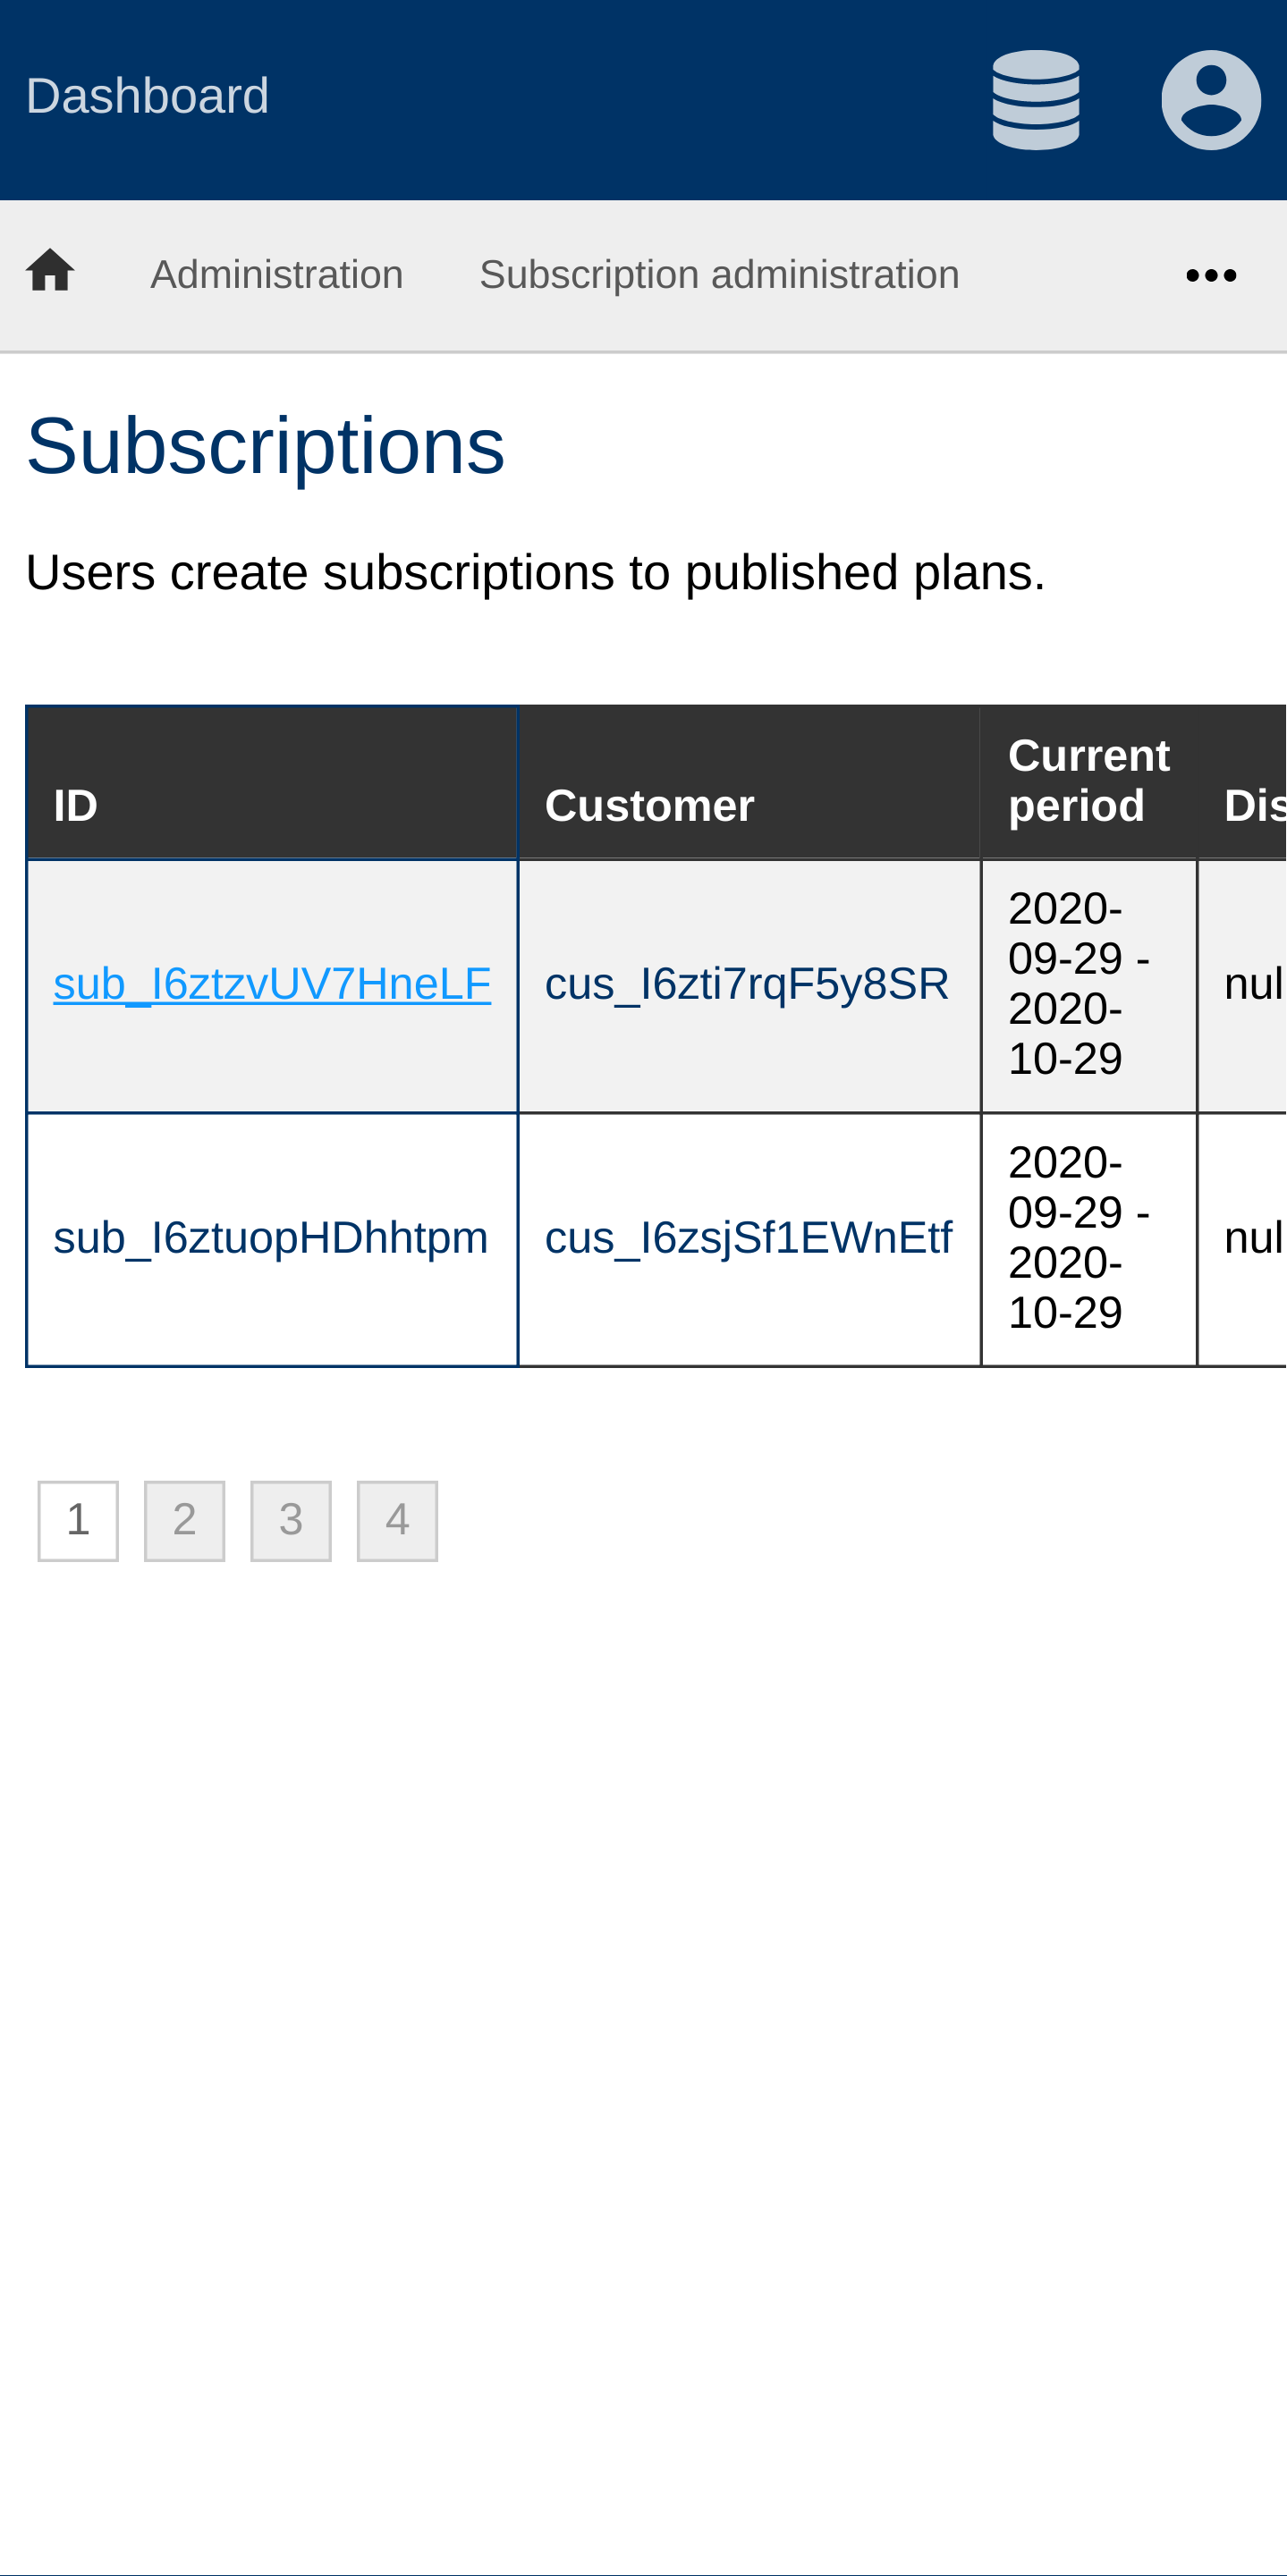 Dashboard
Administration Subscription administration
Subscriptions
Users create subscriptions to published plans.
ID Customer Current period Dis
sub_I6ztzvUV7HneLF cus_I6zti7rqF5y8SR 2020-
09-29 -
2020-
10-29 nul
sub_I6ztuopHDhhtpm cus_I6zsjSf1EWnEtf 2020-
09-29 -
2020-
10-29 nul
1 2 3 4